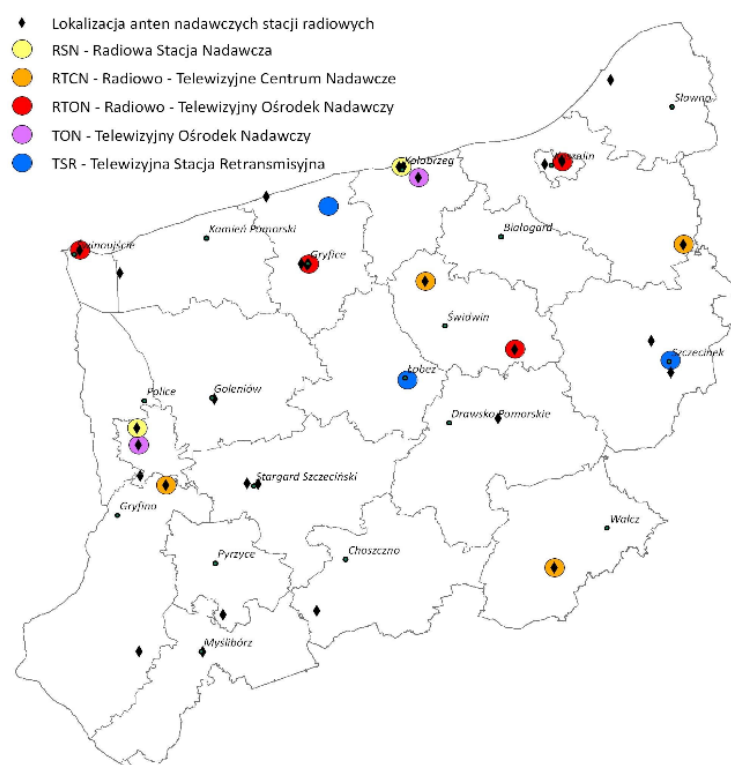 Lokalizacja anten nadawczych stacji radiowych
RSN - Radiowa Stacja Nadawcza
RTCN - Radiowo - Telewizyjne Centrum Nadawcze
RTON - Radiowo - Telewizyjny Ośrodek Nadawczy
TON - Telewizyjny Ośrodek Nadawczy
TSR - Telewizyjna Stacja Retransmisyjna
Sławno
Kołobrzeg
Kamień Pomorski
Białogard
Gryfice
Świdwin
Szczecinek
Łobez
Police
Goleniów
Drawsko Pomorskie
Stargard Szczeciński
Gryfino
Wałcz
Pyrzyce
Choszczno
Myślibórz